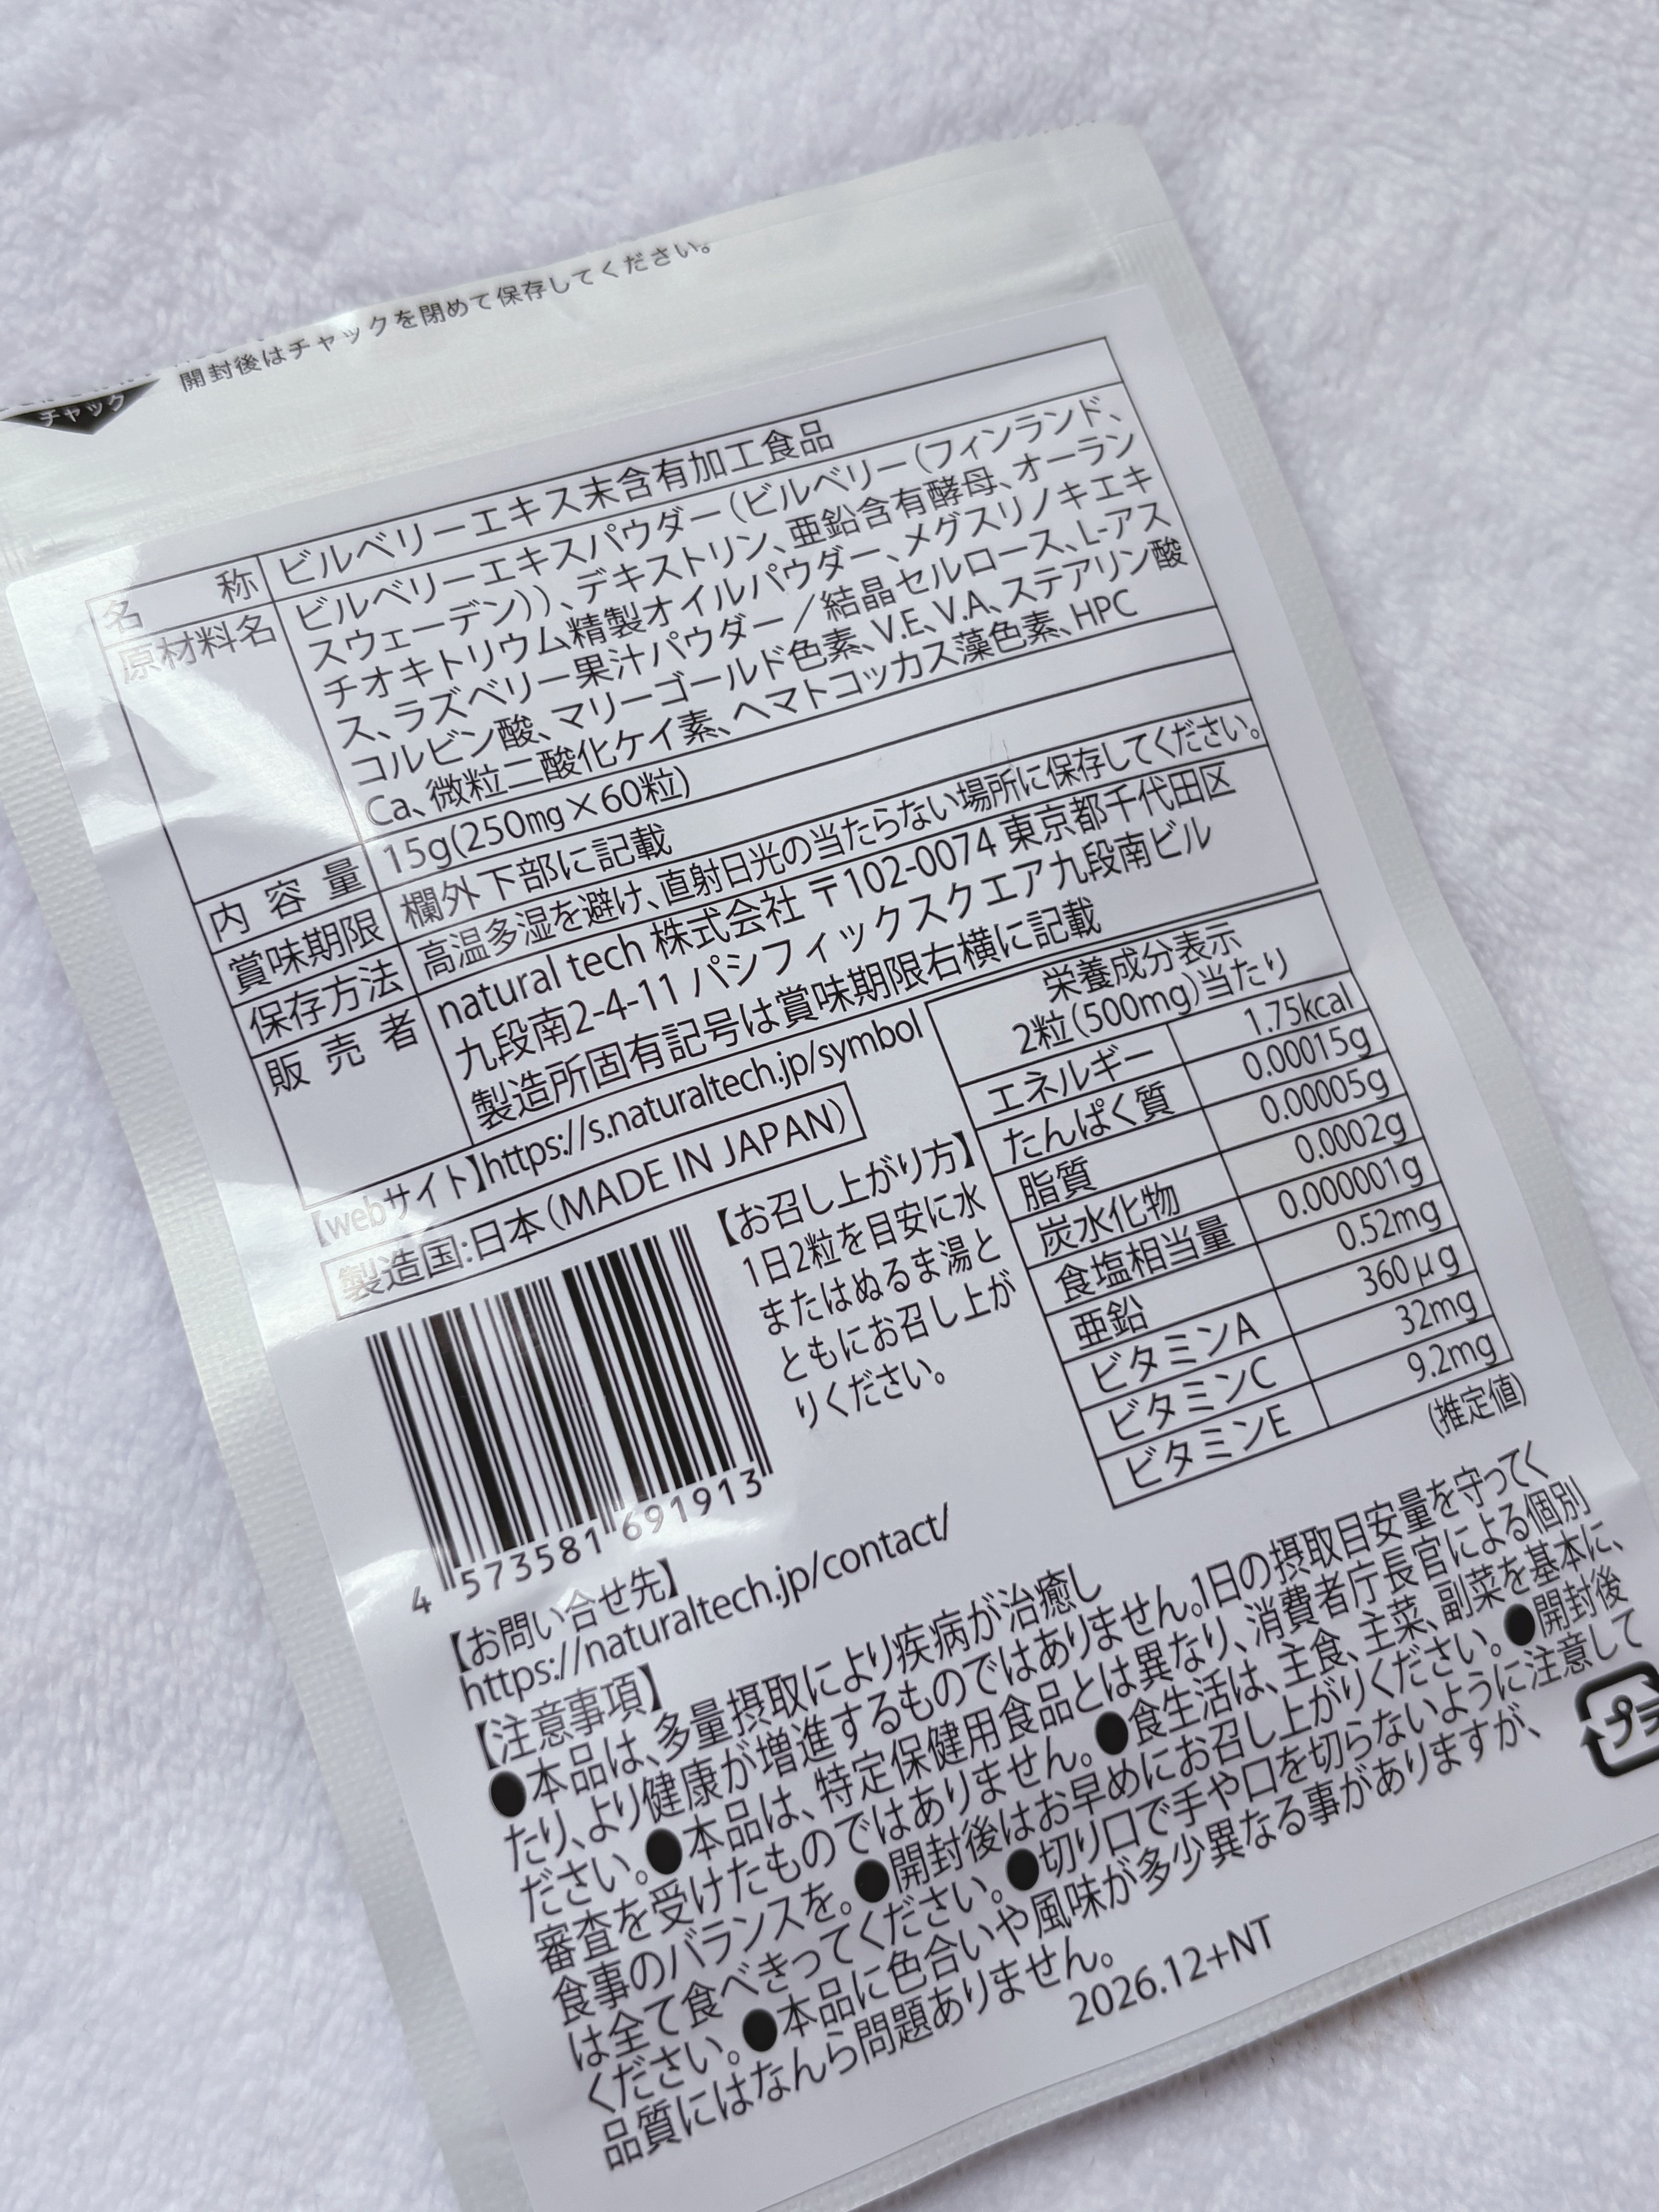 開封後はチャックを閉めて保存してください。
チャック
名称 ビルベリーエキス末含有加工食品
原材料名 ビルベリーエキスパウダー(ビルベリー(フィンランド、
スウェーデン))、デキストリン、亜鉛含有酵母、オーラン
チオキトリウム精製オイルパウダー、メグスリノキエキ
ス、ラズベリー果汁パウダー/結晶セルロース、L-アス
コルビン酸、マリーゴールド色素、V.E、V.A、ステアリン酸
Ca、微粒二酸化ケイ素、ヘマトコッカス藻色素、HPC
内容量 15g(250mg×60粒)
賞味期限 欄外下部に記載
保存方法 高温多湿を避け、直射日光の当たらない場所に保存してください。
販売者 natural tech 株式会社 〒102-0074 東京都千代田区
九段南2-4-11 パシフィックスクエア九段南ビル
製造所固有記号は賞味期限右横に記載
【webサイト】https://s.naturaltech.jp/symbol
製造国:日本(MADE IN JAPAN)
【お召し上がり方】
1日2粒を目安に水
またはぬるま湯と
ともにお召し上が
りください。
栄養成分表示
2粒(500mg)当たり
エネルギー 1.75kcal
たんぱく質 0.00015g
脂質 0.00005g
炭水化物 0.0002g
食塩相当量 0.000001g
亜鉛 0.52mg
ビタミンA 360μg
ビタミンC 32mg
ビタミンE 9.2mg
(推定値)
4 573581 691913
【お問い合せ先】
https://naturaltech.jp/contact/
【注意事項】
●本品は、多量摂取により疾病が治癒し
たり、より健康が増進するものではありません。1日の摂取目安量を守ってく
ださい。●本品は、特定保健用食品とは異なり、消費者庁長官による個別
審査を受けたものではありません。●食生活は、主食、主菜、副菜を基本に、
食事のバランスを。●開封後はお早めにお召し上がりください。●開封後
は全て食べきってください。●切り口で手や口を切らないように注意して
ください。●本品に色合いや風味が多少異なる事がありますが、
品質にはなんら問題ありません。
2026.12+NT